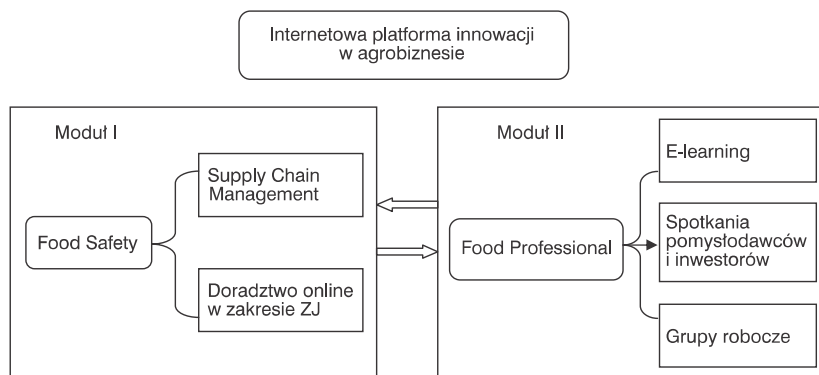 Internetowa platforma innowacji
w agrobiznesie
Moduł I
Supply Chain
Management
Food Safety
Doradztwo online
w zakresie ZJ
Moduł II
E-learning
Food Professional
Spotkania
pomysłodawców
i inwestorów
Grupy robocze